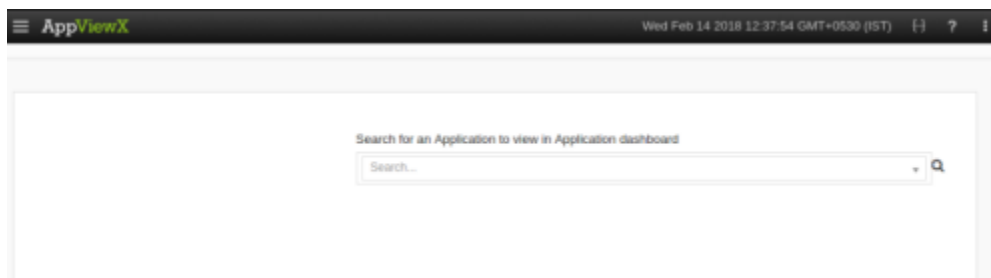 AppViewX
Wed Feb 14 2018 12:37:54 GMT+0530 (IST) [-] ?
Search for an Application to view in Application dashboard
Search...